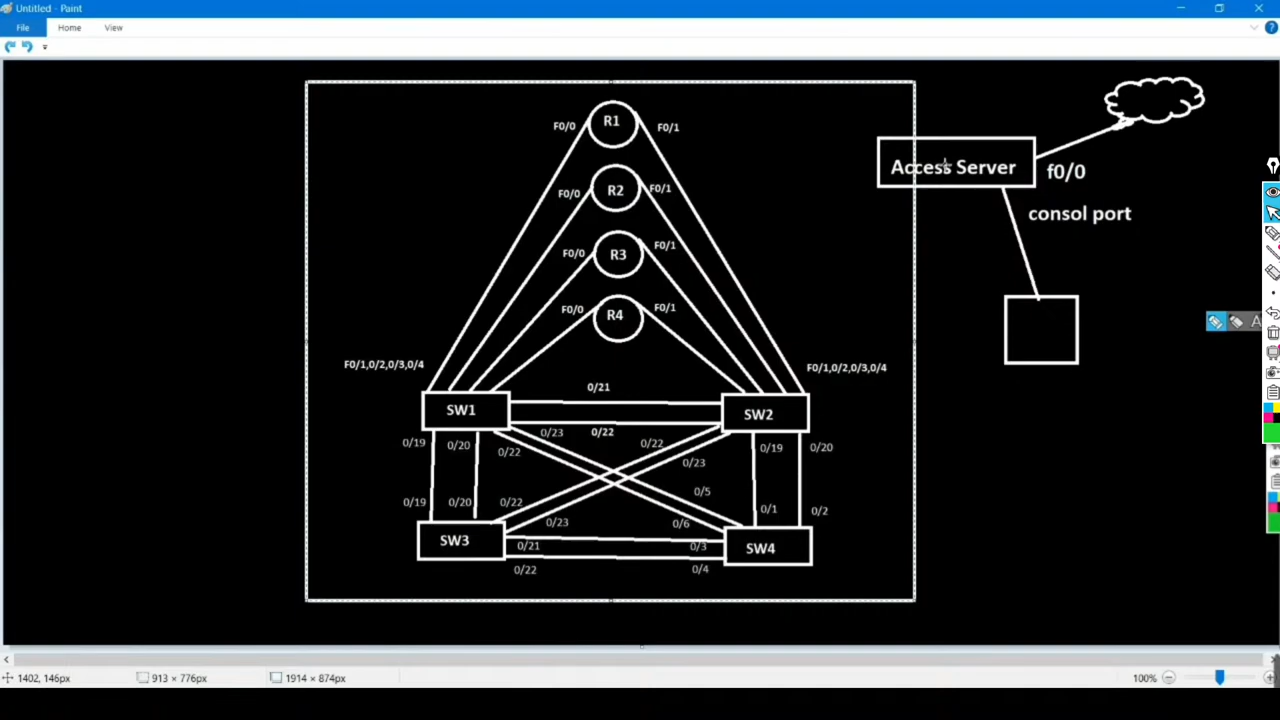 Untitled - Paint
File Home View
R1
F0/0 F0/1
R2
F0/0 F0/1
R3
F0/0 F0/1
R4
F0/0 F0/1
Access Server
f0/0
consol port
F0/1,0/2,0/3,0/4 F0/1,0/2,0/3,0/4
0/21
SW1 SW2
0/22
0/19 0/20 0/22 0/23 0/22 0/23 0/19 0/20
0/19 0/20 0/22 0/23 0/5 0/6 0/1 0/2
SW3 SW4
0/21 0/3
0/22 0/4
A
1402, 146px 913 × 776px 1914 × 874px 100%